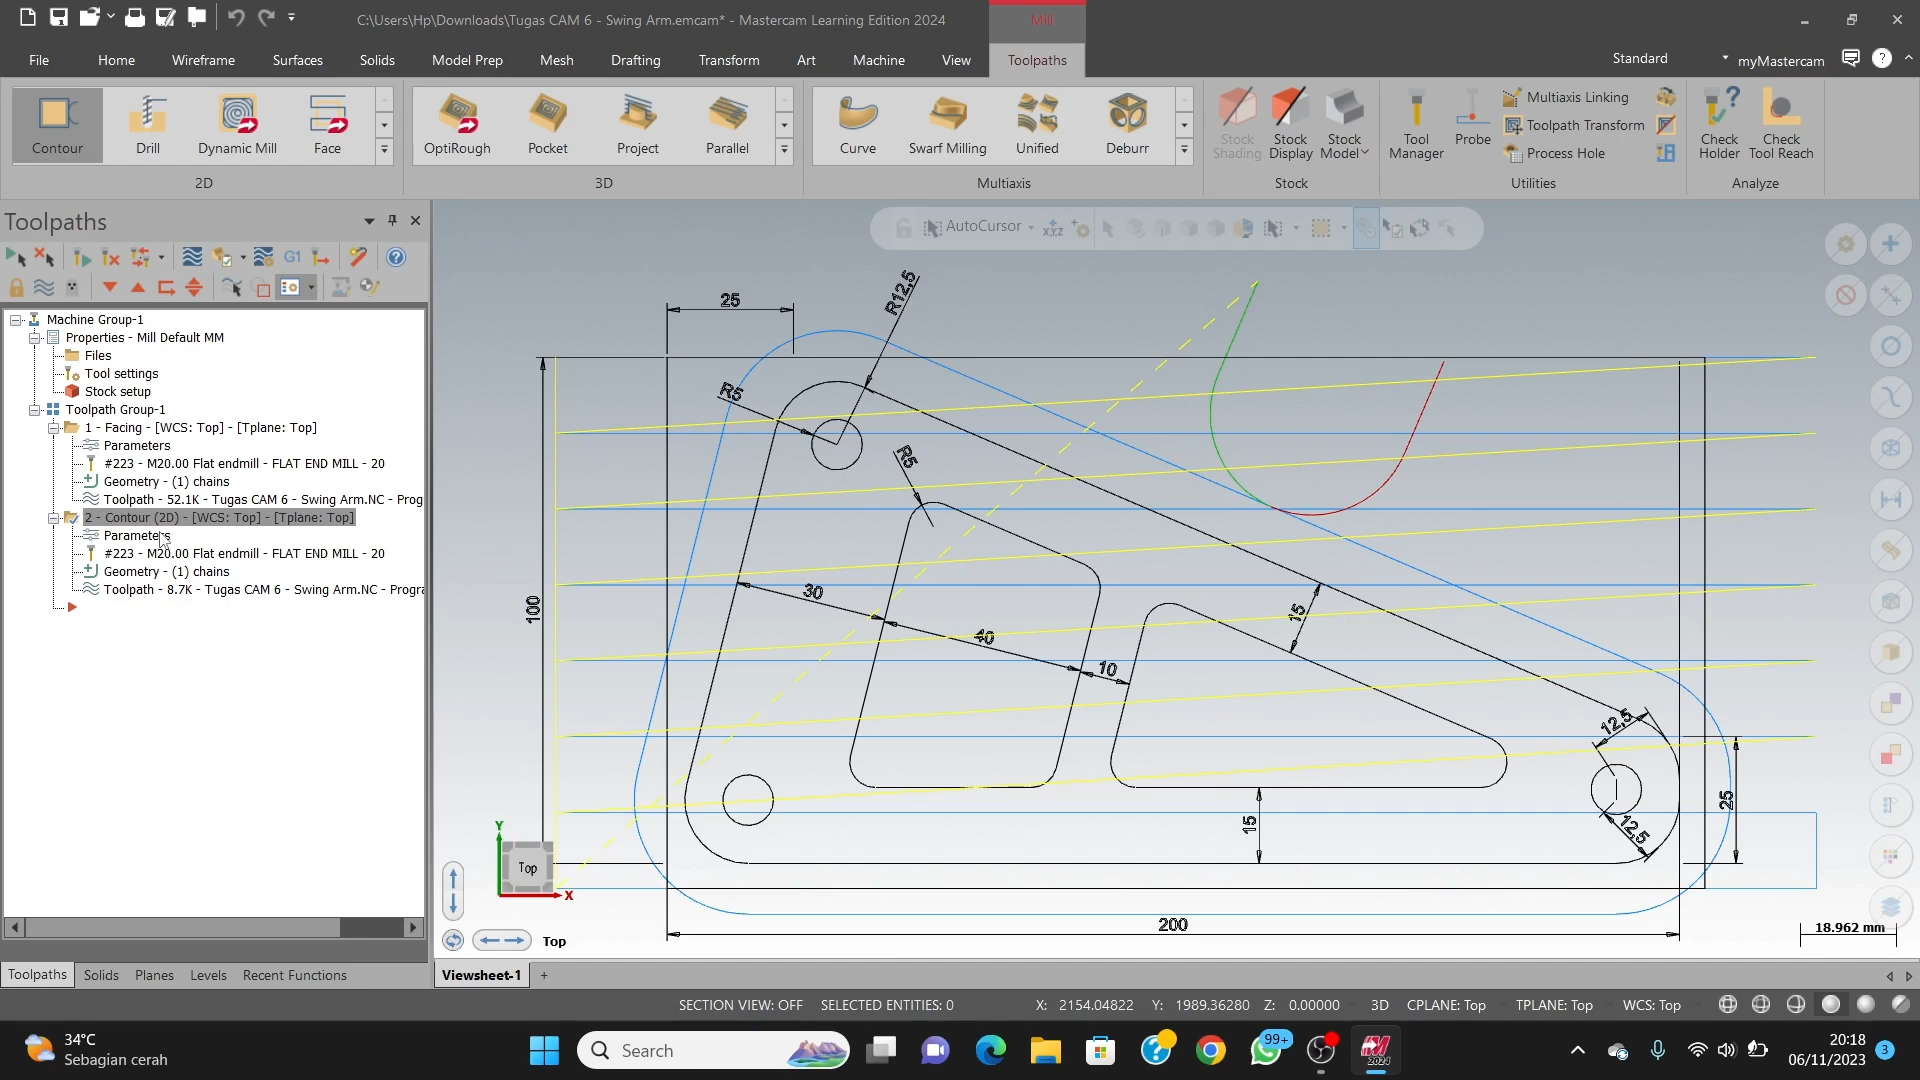 C:\Users\Hp\Downloads\Tugas CAM 6 - Swing Arm.emcam* - Mastercam Learning Edition 2024
Mill
File Home Wireframe Surfaces Solids Model Prep Mesh Drafting Transform Art Machine View Toolpaths
Standard myMastercam
Contour Drill Dynamic Mill Face
2D
OptiRough Pocket Project Parallel
3D
Curve Swarf Milling Unified Deburr
Multiaxis
Stock Shading
Stock Display
Stock Model
Stock
Tool Manager
Probe
Multiaxis Linking
Toolpath Transform
Process Hole
Utilities
Check Holder
Check Tool Reach
Analyze
Toolpaths
G1
Machine Group-1
Properties - Mill Default MM
Files
Tool settings
Stock setup
Toolpath Group-1
1 - Facing - [WCS: Top] - [Tplane: Top]
Parameters
#223 - M20.00 Flat endmill - FLAT END MILL - 20
Geometry - (1) chains
Toolpath - 52.1K - Tugas CAM 6 - Swing Arm.NC - Prog
2 - Contour (2D) - [WCS: Top] - [Tplane: Top]
Parameters
#223 - M20.00 Flat endmill - FLAT END MILL - 20
Geometry - (1) chains
Toolpath - 8.7K - Tugas CAM 6 - Swing Arm.NC - Progra
AutoCursor
25
R12,5
R5
R5
100
30
40
10
15
15
12,5
12,5
25
200
Y
Top
X
Top
18.962 mm
Toolpaths Solids Planes Levels Recent Functions
Viewsheet-1 +
SECTION VIEW: OFF SELECTED ENTITIES: 0 X: 2154.04822 Y: 1989.36280 Z: 0.00000 3D CPLANE: Top TPLANE: Top WCS: Top
34°C
Sebagian cerah
Search
99+
2024
20:18
06/11/2023
3